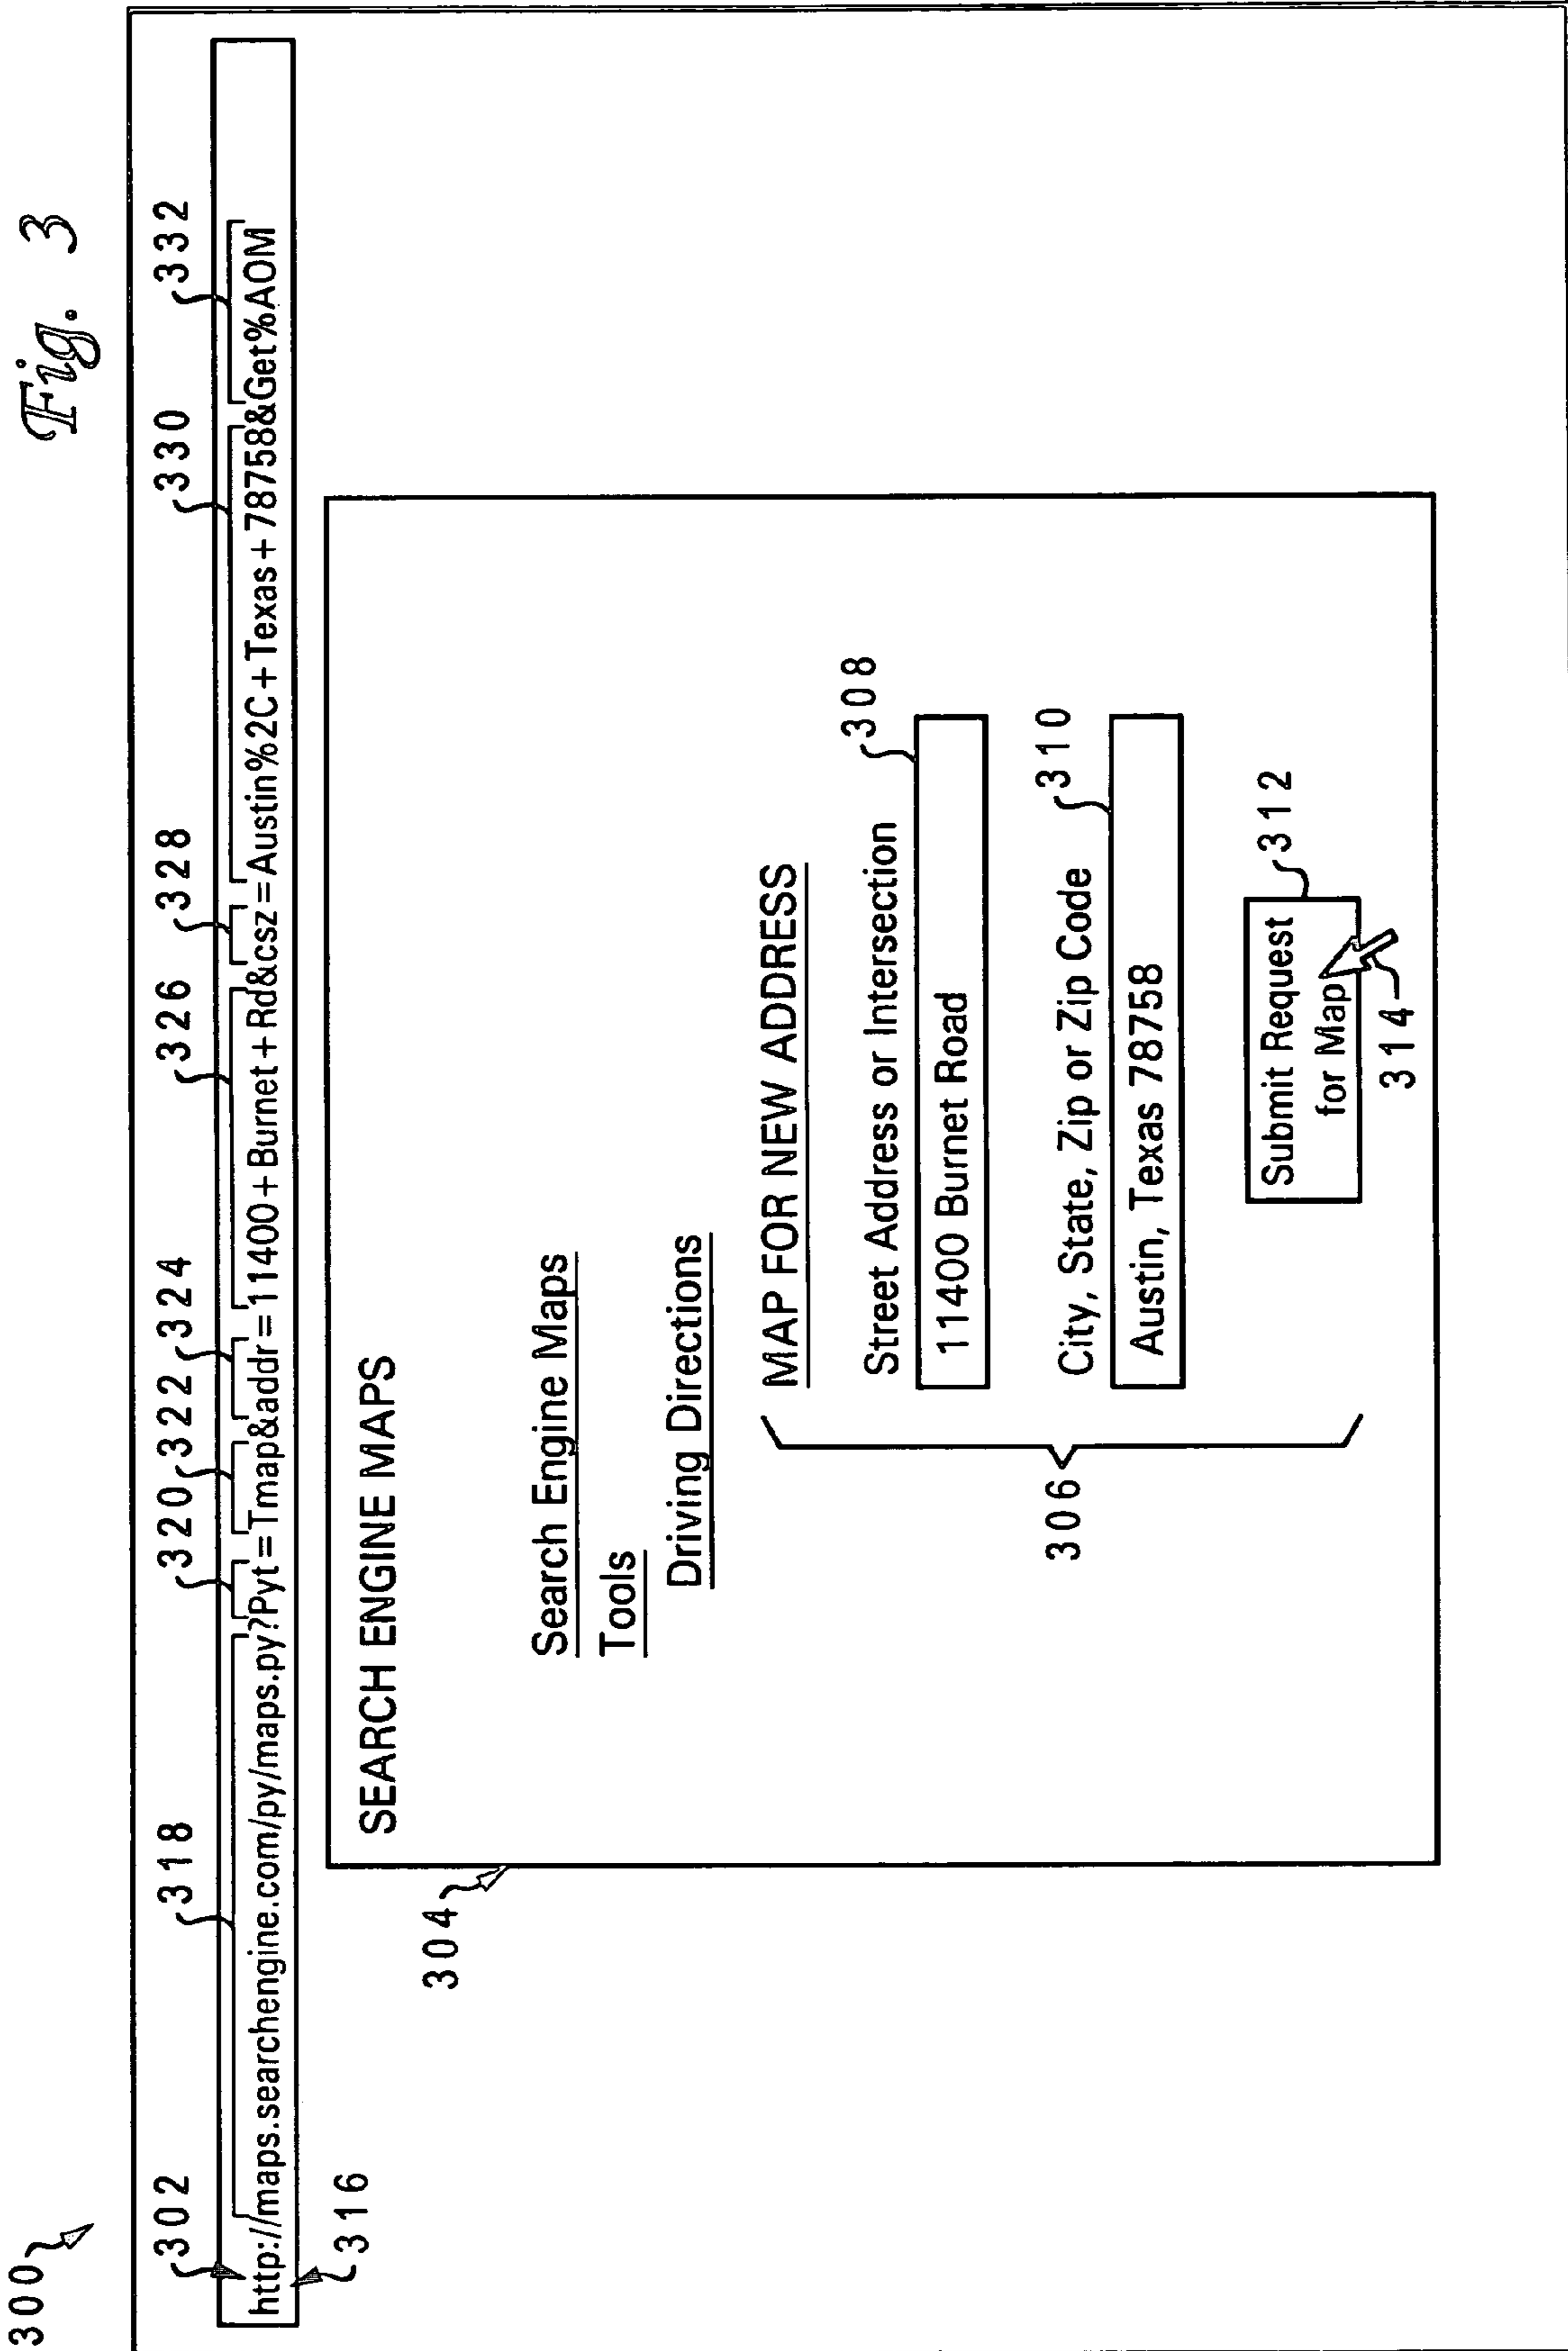 Fig. 3
300
302
318
320
322
324
326
328
330
332
http://maps.searchengine.com/py/maps.py?Pyt=Tmap&addr=11400+Burnet+Rd&csz=Austin%2C+Texas+78758&Get%AOM
316
304
SEARCH ENGINE MAPS
Search Engine Maps
Tools
Driving Directions
MAP FOR NEW ADDRESS
306
Street Address or Intersection
308
11400 Burnet Road
City, State, Zip or Zip Code
310
Austin, Texas 78758
Submit Request
for Map
312
314